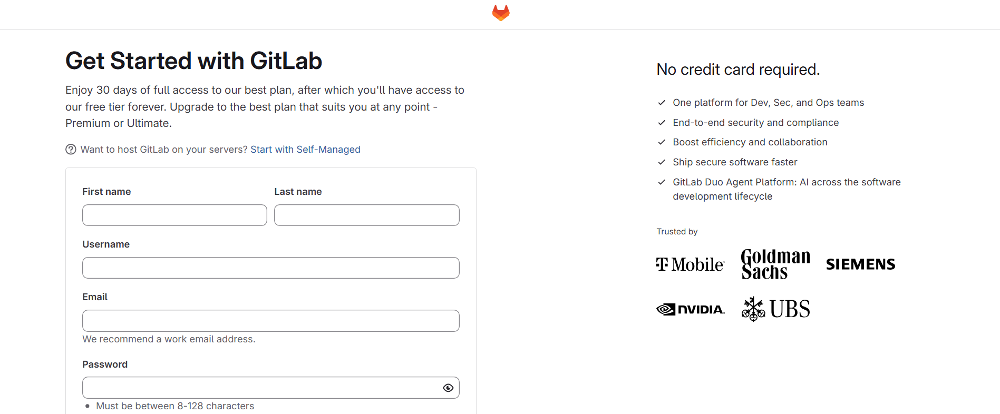 Get Started with GitLab
Enjoy 30 days of full access to our best plan, after which you'll have access to
our free tier forever. Upgrade to the best plan that suits you at any point -
Premium or Ultimate.
Want to host GitLab on your servers? Start with Self-Managed
First name
Last name
Username
Email
We recommend a work email address.
Password
Must be between 8-128 characters
No credit card required.
One platform for Dev, Sec, and Ops teams
End-to-end security and compliance
Boost efficiency and collaboration
Ship secure software faster
GitLab Duo Agent Platform: AI across the software
development lifecycle
Trusted by
T Mobile
Goldman
Sachs
SIEMENS
NVIDIA.
UBS